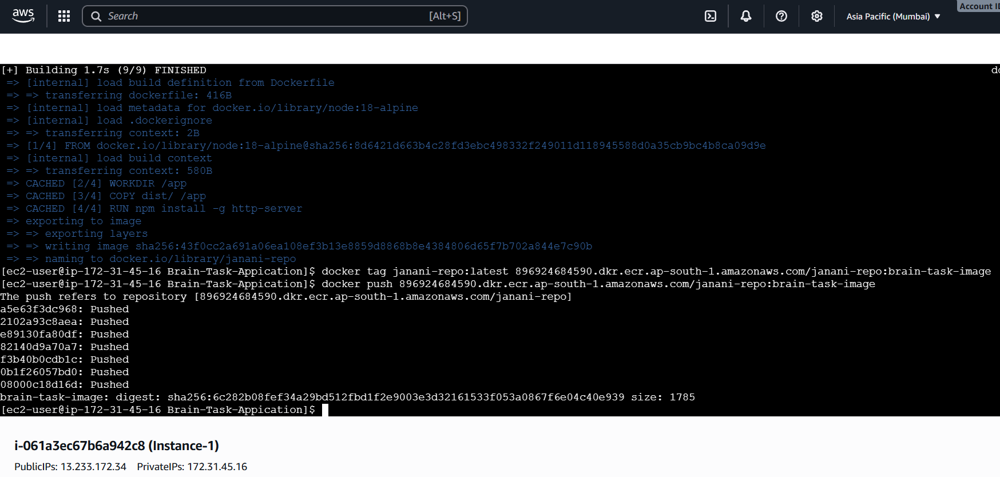 aws
Search [Alt+S]
Asia Pacific (Mumbai)
Account ID
[+] Building 1.7s (9/9) FINISHED
=> [internal] load build definition from Dockerfile
=> => transferring dockerfile: 416B
=> [internal] load metadata for docker.io/library/node:18-alpine
=> [internal] load .dockerignore
=> => transferring context: 2B
=> [1/4] FROM docker.io/library/node:18-alpine@sha256:8d6421d663b4c28fd3ebc498332f249011d118945588d0a35cb9bc4b8ca09d9e
=> [internal] load build context
=> => transferring context: 580B
=> CACHED [2/4] WORKDIR /app
=> CACHED [3/4] COPY dist/ /app
=> CACHED [4/4] RUN npm install -g http-server
=> exporting to image
=> => exporting layers
=> => writing image sha256:43f0cc2a691a06ea108ef3b13e8859d8868b8e4384806d65f7b702a844e7c90b
=> => naming to docker.io/library/janani-repo
[ec2-user@ip-172-31-45-16 Brain-Task-Appication]$ docker tag janani-repo:latest 896924684590.dkr.ecr.ap-south-1.amazonaws.com/janani-repo:brain-task-image
[ec2-user@ip-172-31-45-16 Brain-Task-Appication]$ docker push 896924684590.dkr.ecr.ap-south-1.amazonaws.com/janani-repo:brain-task-image
The push refers to repository [896924684590.dkr.ecr.ap-south-1.amazonaws.com/janani-repo]
a5e63f3dc968: Pushed
2102a93c8aea: Pushed
e89130fa80df: Pushed
82140d9a70a7: Pushed
f3b40b0cdb1c: Pushed
0b1f26057bd0: Pushed
08000c18d16d: Pushed
brain-task-image: digest: sha256:6c282b08fef34a29bd512fbd1f2e9003e3d32161533f053a0867f6e04c40e939 size: 1785
[ec2-user@ip-172-31-45-16 Brain-Task-Appication]$
i-061a3ec67b6a942c8 (Instance-1)
PublicIPs: 13.233.172.34 PrivateIPs: 172.31.45.16